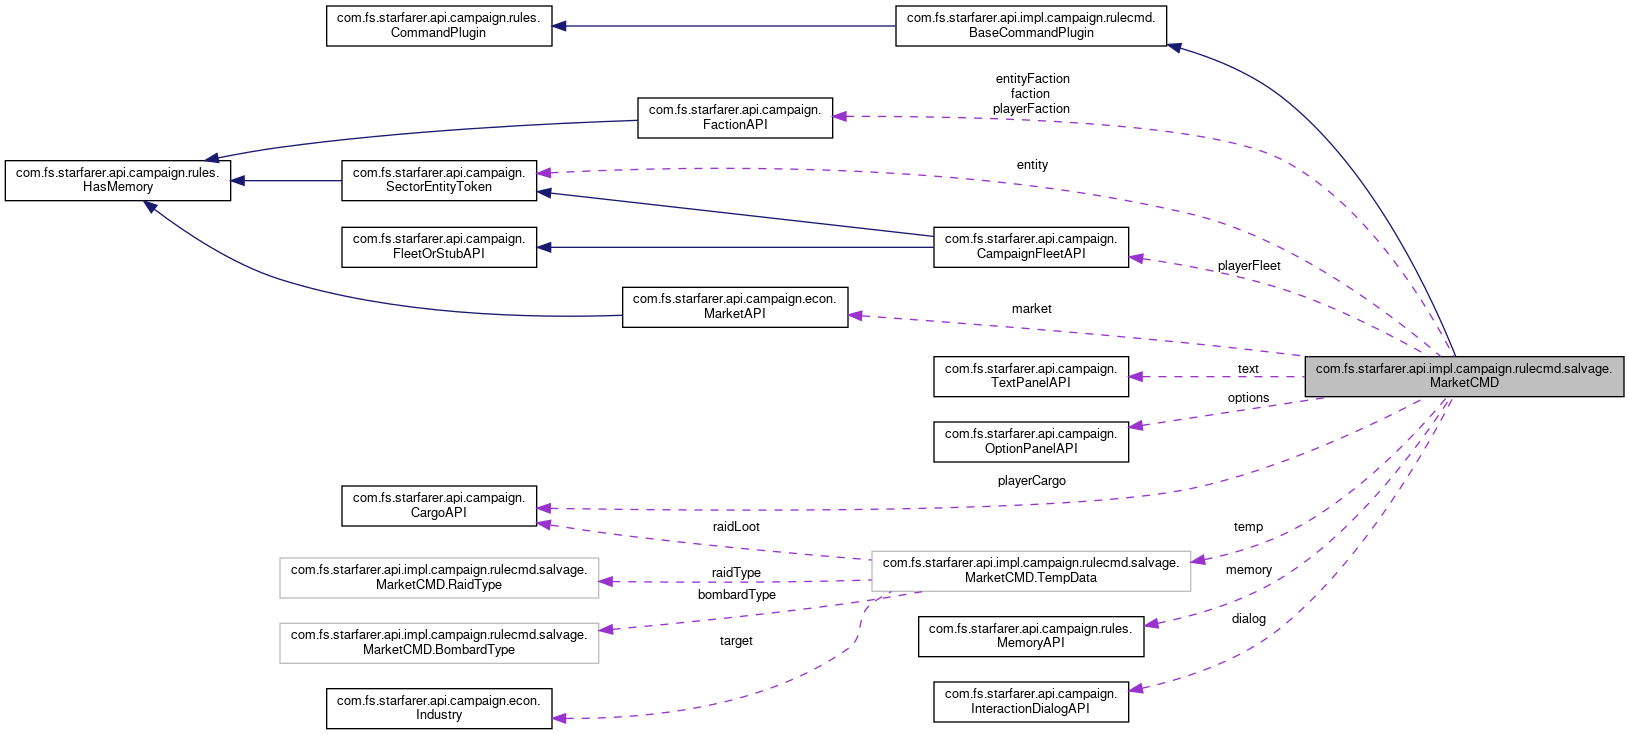 com.fs.starfarer.api.campaign.rules.
CommandPlugin
com.fs.starfarer.api.impl.campaign.rulecmd.
BaseCommandPlugin
entityFaction
faction
playerFaction
com.fs.starfarer.api.campaign.
FactionAPI
com.fs.starfarer.api.campaign.rules.
HasMemory
com.fs.starfarer.api.campaign.
SectorEntityToken
entity
com.fs.starfarer.api.campaign.
FleetOrStubAPI
com.fs.starfarer.api.campaign.
CampaignFleetAPI
playerFleet
com.fs.starfarer.api.campaign.econ.
MarketAPI
market
com.fs.starfarer.api.campaign.
TextPanelAPI
text
com.fs.starfarer.api.impl.campaign.rulecmd.salvage.
MarketCMD
options
com.fs.starfarer.api.campaign.
OptionPanelAPI
playerCargo
com.fs.starfarer.api.campaign.
CargoAPI
raidLoot
temp
com.fs.starfarer.api.impl.campaign.rulecmd.salvage.
MarketCMD.RaidType
raidType
com.fs.starfarer.api.impl.campaign.rulecmd.salvage.
MarketCMD.TempData
memory
bombardType
com.fs.starfarer.api.impl.campaign.rulecmd.salvage.
MarketCMD.BombardType
target
com.fs.starfarer.api.campaign.rules.
MemoryAPI
dialog
com.fs.starfarer.api.campaign.econ.
Industry
com.fs.starfarer.api.campaign.
InteractionDialogAPI